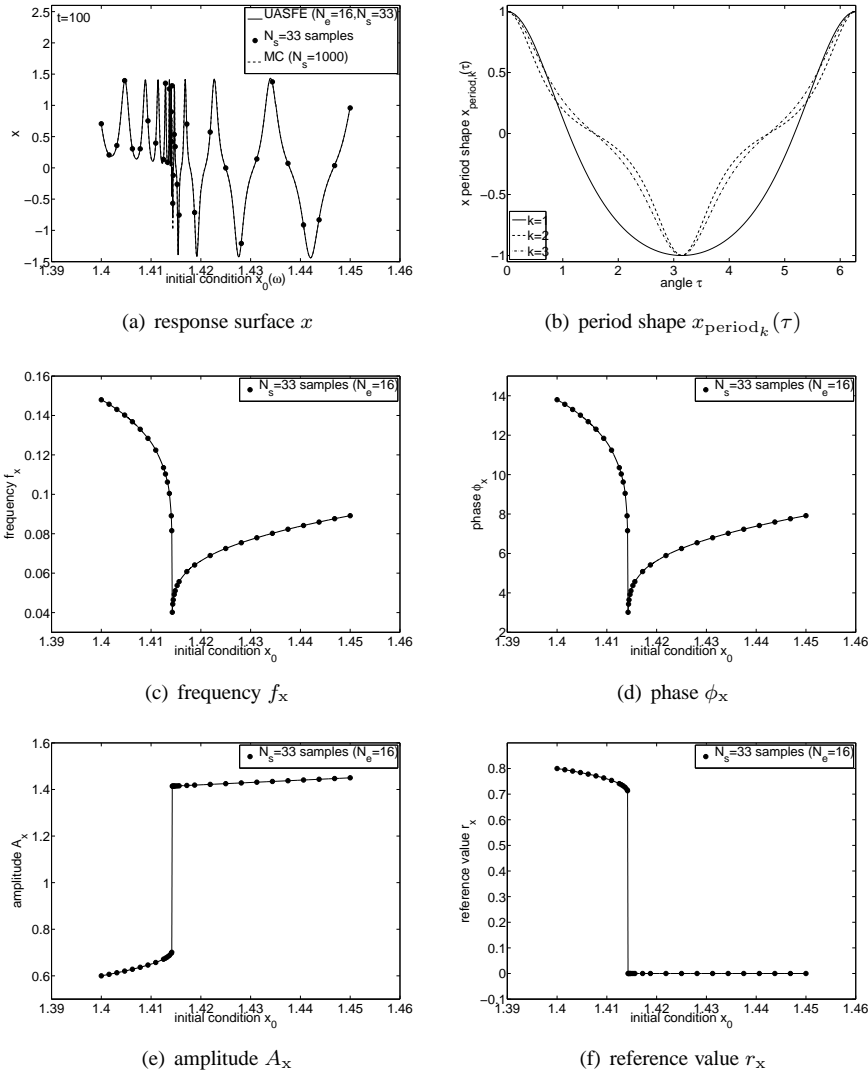 t=100
UASFE (N_e=16,N_s=33)
N_s=33 samples
MC (N_s=1000)
x
2.5
2
1.5
1
0.5
0
−0.5
−1
−1.5
1.39 1.4 1.41 1.42 1.43 1.44 1.45 1.46
initial condition x_0(ω)
(a) response surface x
x period shape x_period,k(τ)
1
0.5
0
−0.5
−1
k=1
k=2
k=3
0 1 2 3 4 5 6
angle τ
(b) period shape x_period_k(τ)
N_s=33 samples (N_e=16)
frequency f_x
0.16
0.14
0.12
0.1
0.08
0.06
0.04
1.39 1.4 1.41 1.42 1.43 1.44 1.45 1.46
initial condition x_0
(c) frequency f_x
N_s=33 samples (N_e=16)
phase ϕ_x
14
12
10
8
6
4
2
1.39 1.4 1.41 1.42 1.43 1.44 1.45 1.46
initial condition x_0
(d) phase ϕ_x
N_s=33 samples (N_e=16)
amplitude A_x
1.6
1.4
1.2
1
0.8
0.6
0.4
1.39 1.4 1.41 1.42 1.43 1.44 1.45 1.46
initial condition x_0
(e) amplitude A_x
N_s=33 samples (N_e=16)
reference value r_x
0.8
0.7
0.6
0.5
0.4
0.3
0.2
0.1
0
−0.1
1.39 1.4 1.41 1.42 1.43 1.44 1.45 1.46
initial condition x_0
(f) reference value r_x